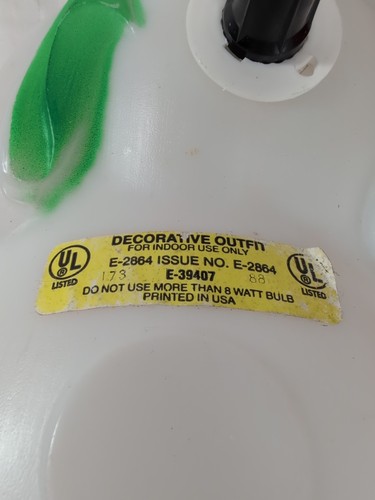 DECORATIVE OUTFIT
FOR INDOOR USE ONLY
E-2864 ISSUE NO. E-2864
173 E-39407 88
DO NOT USE MORE THAN 8 WATT BULB
PRINTED IN USA
UL
®
LISTED
UL
®
LISTED